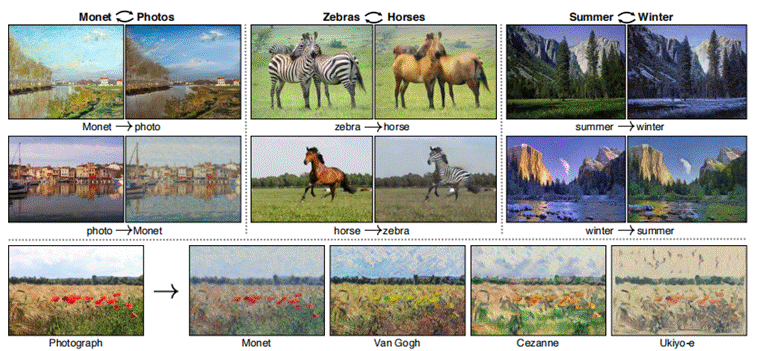 Monet Photos
Zebras Horses
Summer Winter
Monet → photo
zebra → horse
summer → winter
photo → Monet
horse → zebra
winter → summer
Photograph
Monet
Van Gogh
Cezanne
Ukiyo-e